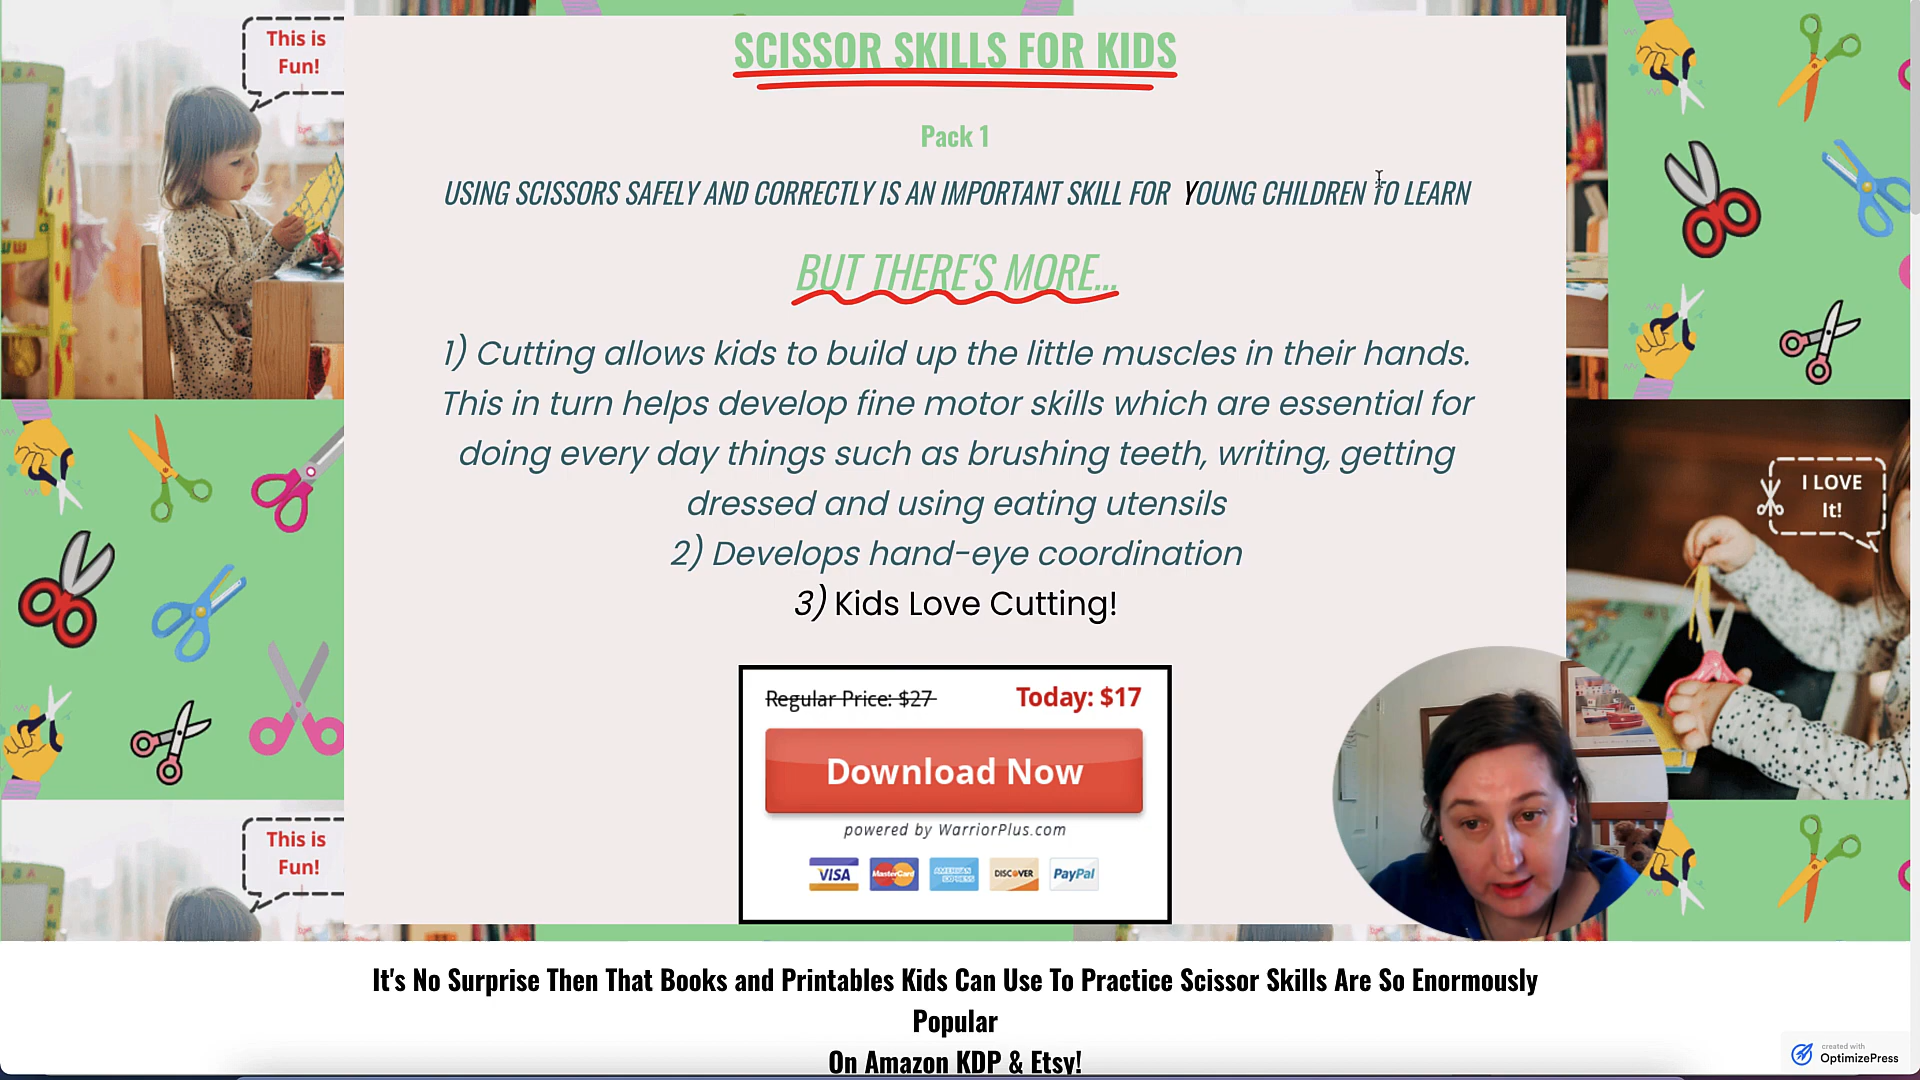 This is
Fun!
SCISSOR SKILLS FOR KIDS
Pack 1
USING SCISSORS SAFELY AND CORRECTLY IS AN IMPORTANT SKILL FOR YOUNG CHILDREN TO LEARN
BUT THERE'S MORE...
1) Cutting allows kids to build up the little muscles in their hands.
This in turn helps develop fine motor skills which are essential for
doing every day things such as brushing teeth, writing, getting
dressed and using eating utensils
2) Develops hand-eye coordination
3) Kids Love Cutting!
I LOVE
It!
Regular Price: $27
Today: $17
Download Now
powered by WarriorPlus.com
VISA
MasterCard
AMERICAN EXPRESS
DISCOVER
PayPal
This is
Fun!
It's No Surprise Then That Books and Printables Kids Can Use To Practice Scissor Skills Are So Enormously
Popular
On Amazon KDP & Etsy!
created with
OptimizePress